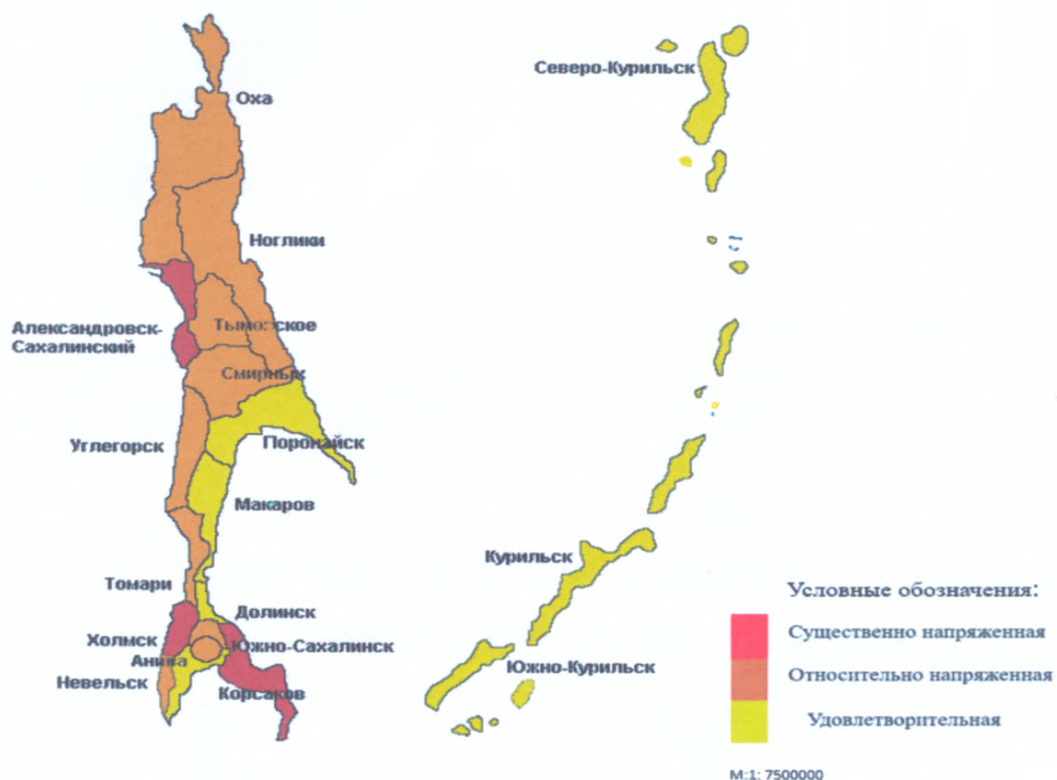 Северо-Курильск
Оха
Ноглики
Александровск-
Сахалинский
Тымовское
Смирных
Углегорск
Поронайск
Макаров
Курильск
Томари
Долинск
Холмск
Южно-Сахалинск
Анива
Невельск
Корсаков
Южно-Курильск
Условные обозначения:
Существенно напряженная
Относительно напряженная
Удовлетворительная
М:1: 7500000